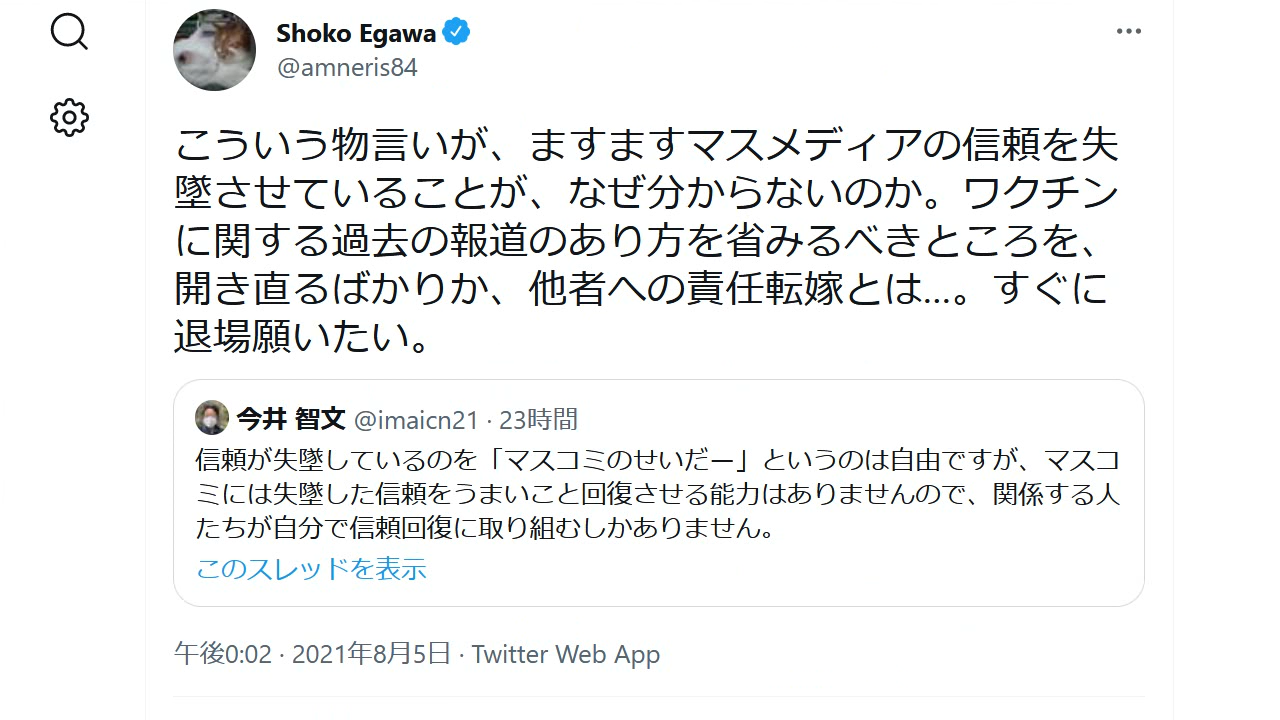 Shoko Egawa
@amneris84
こういう物言いが、ますますマスメディアの信頼を失
墜させていることが、なぜ分からないのか。ワクチン
に関する過去の報道のあり方を省みるべきところを、
開き直るばかりか、他者への責任転嫁とは...。すぐに
退場願いたい。
今井 智文 @imaicn21 · 23時間
信頼が失墜しているのを「マスコミのせいだー」というのは自由ですが、マスコ
ミには失墜した信頼をうまいこと回復させる能力はありませんので、関係する人
たちが自分で信頼回復に取り組むしかありません。
このスレッドを表示
午後0:02 · 2021年8月5日 · Twitter Web App